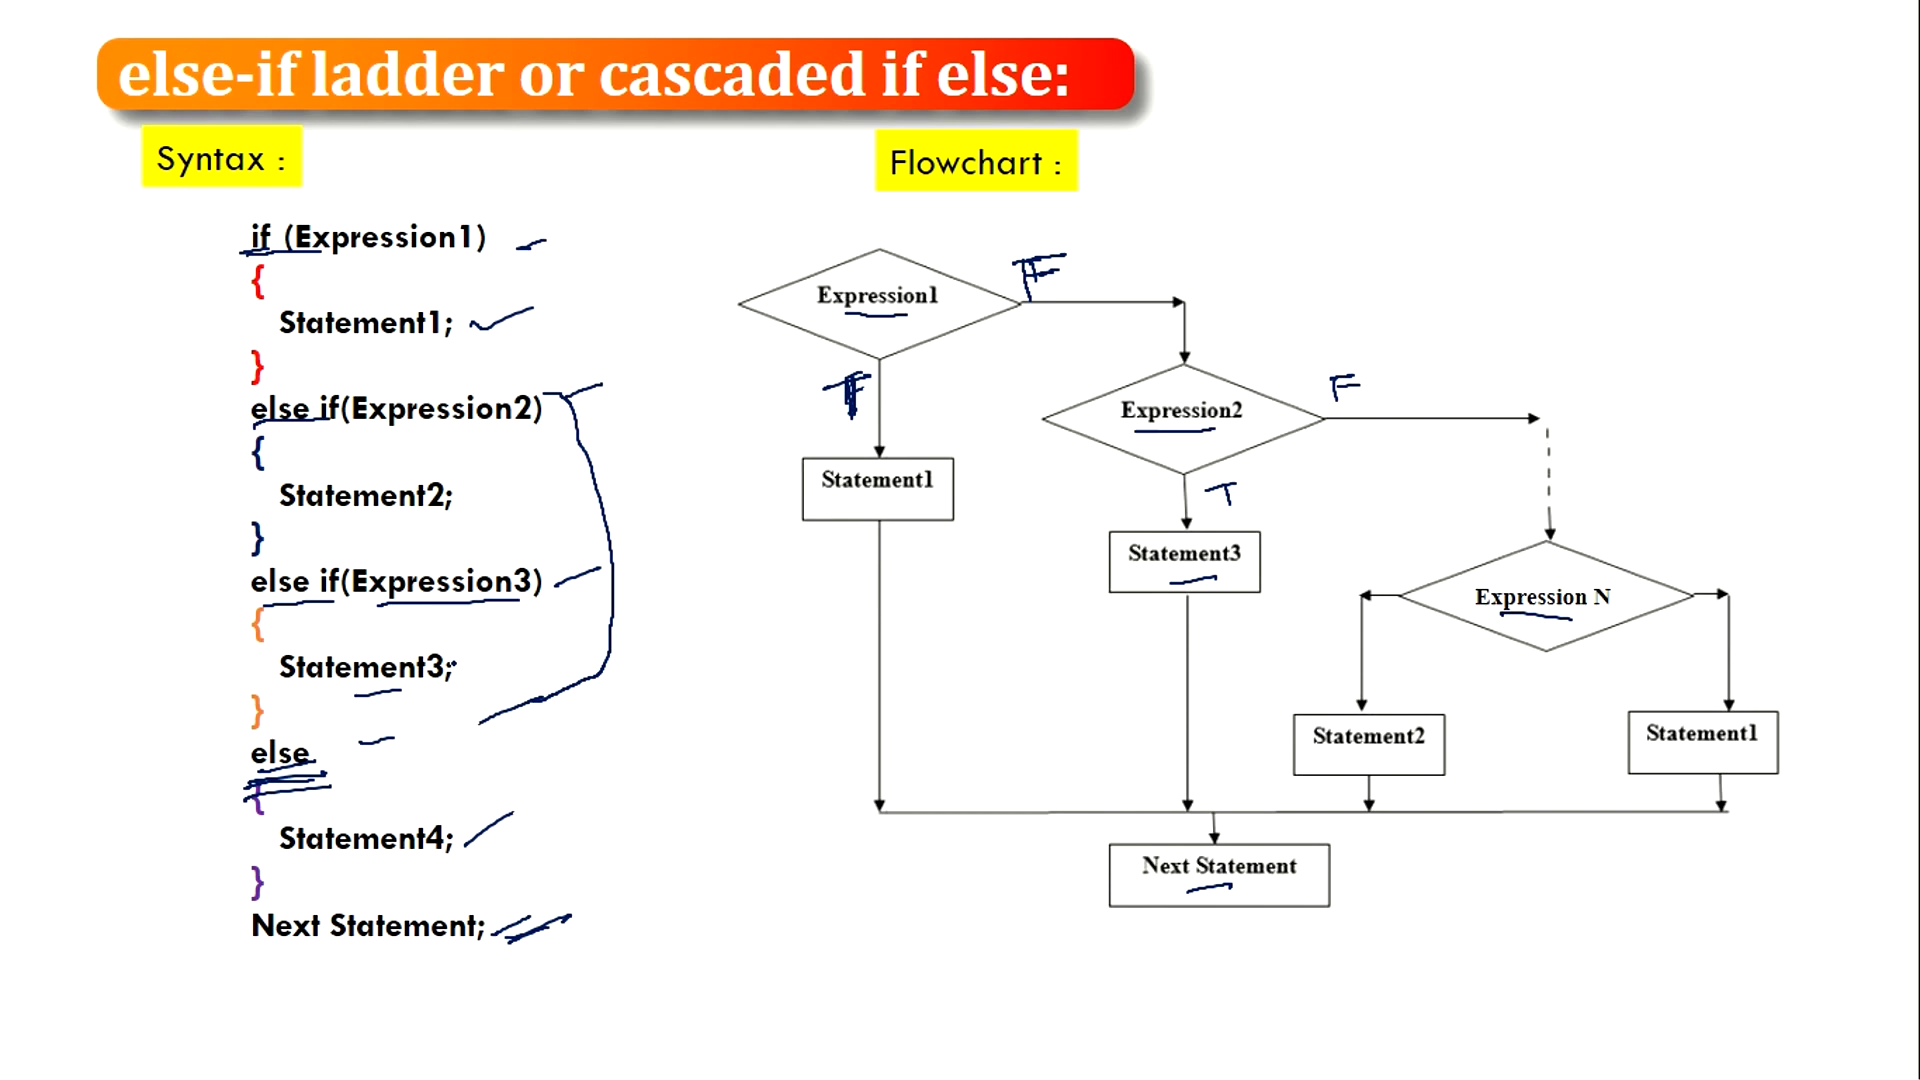 else-if ladder or cascaded if else:
Syntax :
if (Expression1)
{
Statement1;
}
else if(Expression2)
{
Statement2;
}
else if(Expression3)
{
Statement3;
}
else
{
Statement4;
}
Next Statement;
Flowchart :
Expression1
F
T
Statement1
Expression2
F
T
Statement3
Expression N
Statement2
Statement1
Next Statement